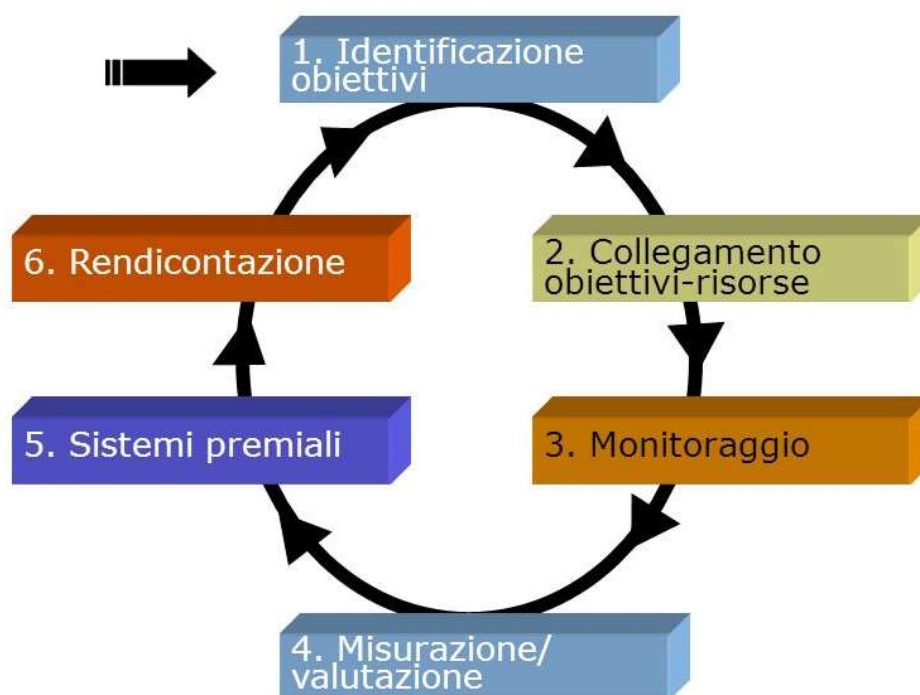 1. Identificazione
obiettivi
2. Collegamento
obiettivi-risorse
3. Monitoraggio
4. Misurazione/
valutazione
5. Sistemi premiali
6. Rendicontazione